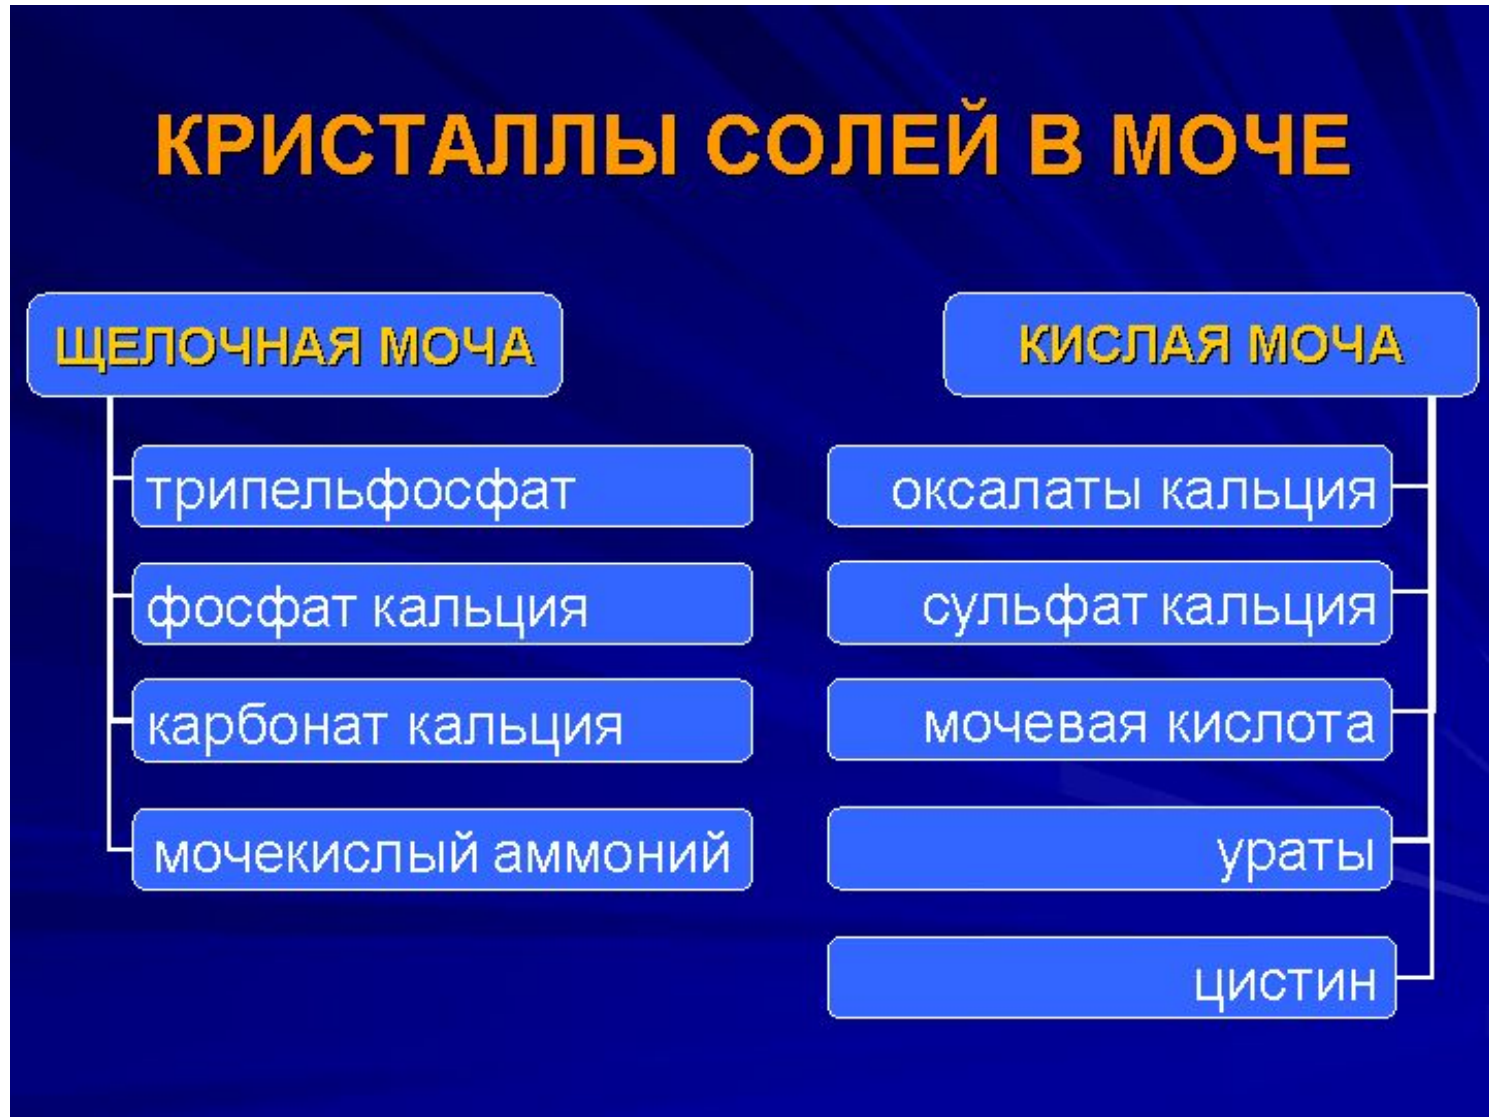 КРИСТАЛЛЫ СОЛЕЙ В МОЧЕ
ЩЕЛОЧНАЯ МОЧА
трипельфосфат
фосфат кальция
карбонат кальция
мочекислый аммоний
КИСЛАЯ МОЧА
оксалаты кальция
сульфат кальция
мочевая кислота
ураты
цистин